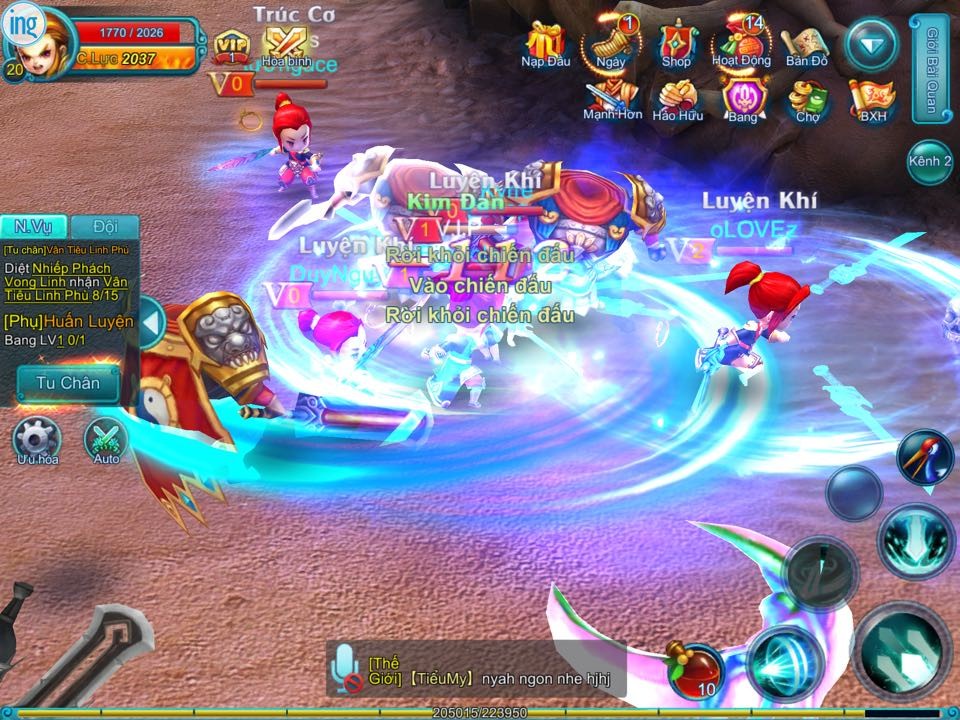 ing
1770 / 2026
20
C.Lực 2037
VIP
1
Hòa bình
Trúc Cơ
V0
Nạp Đầu
1
Ngày
Shop
14
Hoạt Động
Bản Đồ
Mạnh Hơn
Hảo Hữu
Bang
Chợ
BXH
Giới Bài Quan
Kênh 2
N.Vụ
Đội
[Tu chân]Vân Tiêu Linh Phù
Diệt Nhiếp Phách
Vong Linh nhận Vân
Tiêu Linh Phù 8/15
[Phụ]Huấn Luyện
Bang LV1 0/1
Tu Chân
Ưu hóa
Auto
Luyện Khí
Kim Đan
Luyện Khí
V0
Rời khỏi chiến đấu
Vào chiến đấu
Rời khỏi chiến đấu
Luyện Khí
oLOVEz
V2
[Thế
Giới]【TiểuMy】nyah ngon nhe hjhj
10
205015/223950